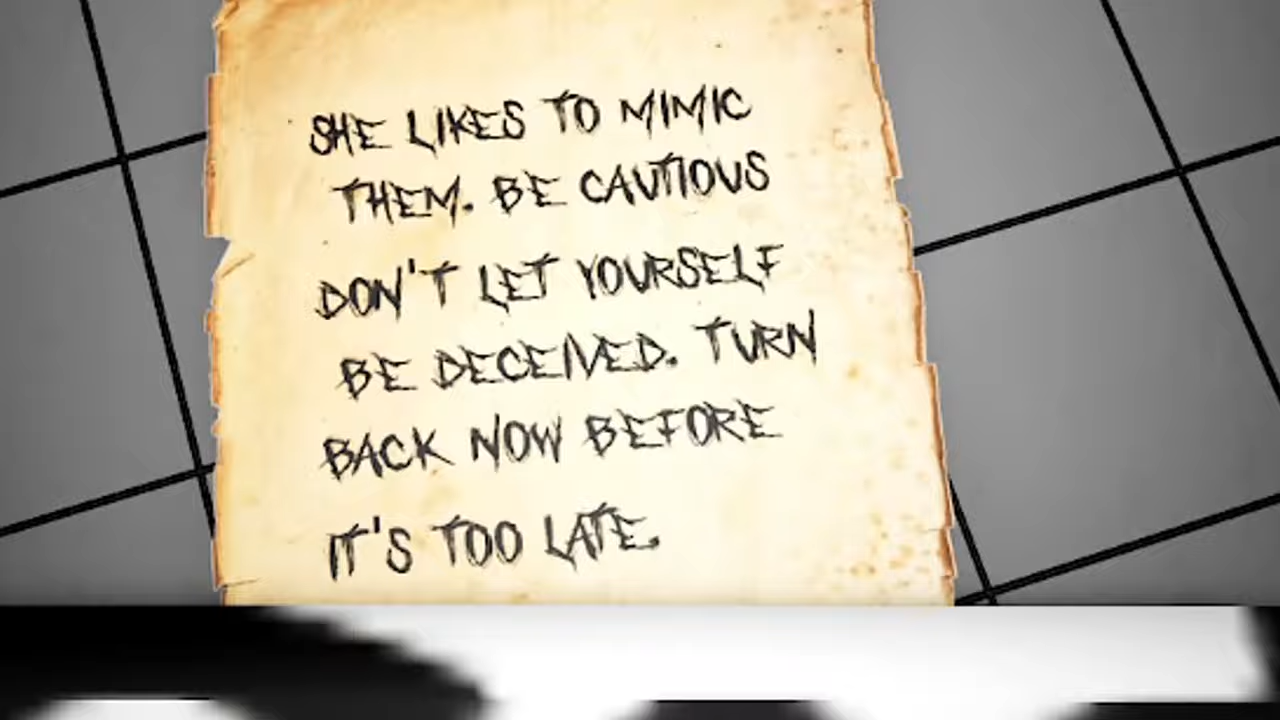 SHE LIKES TO MIMIC
THEM. BE CAUTIOUS
DON'T LET YOURSELF
BE DECEIVED. TURN
BACK NOW BEFORE
IT'S TOO LATE.